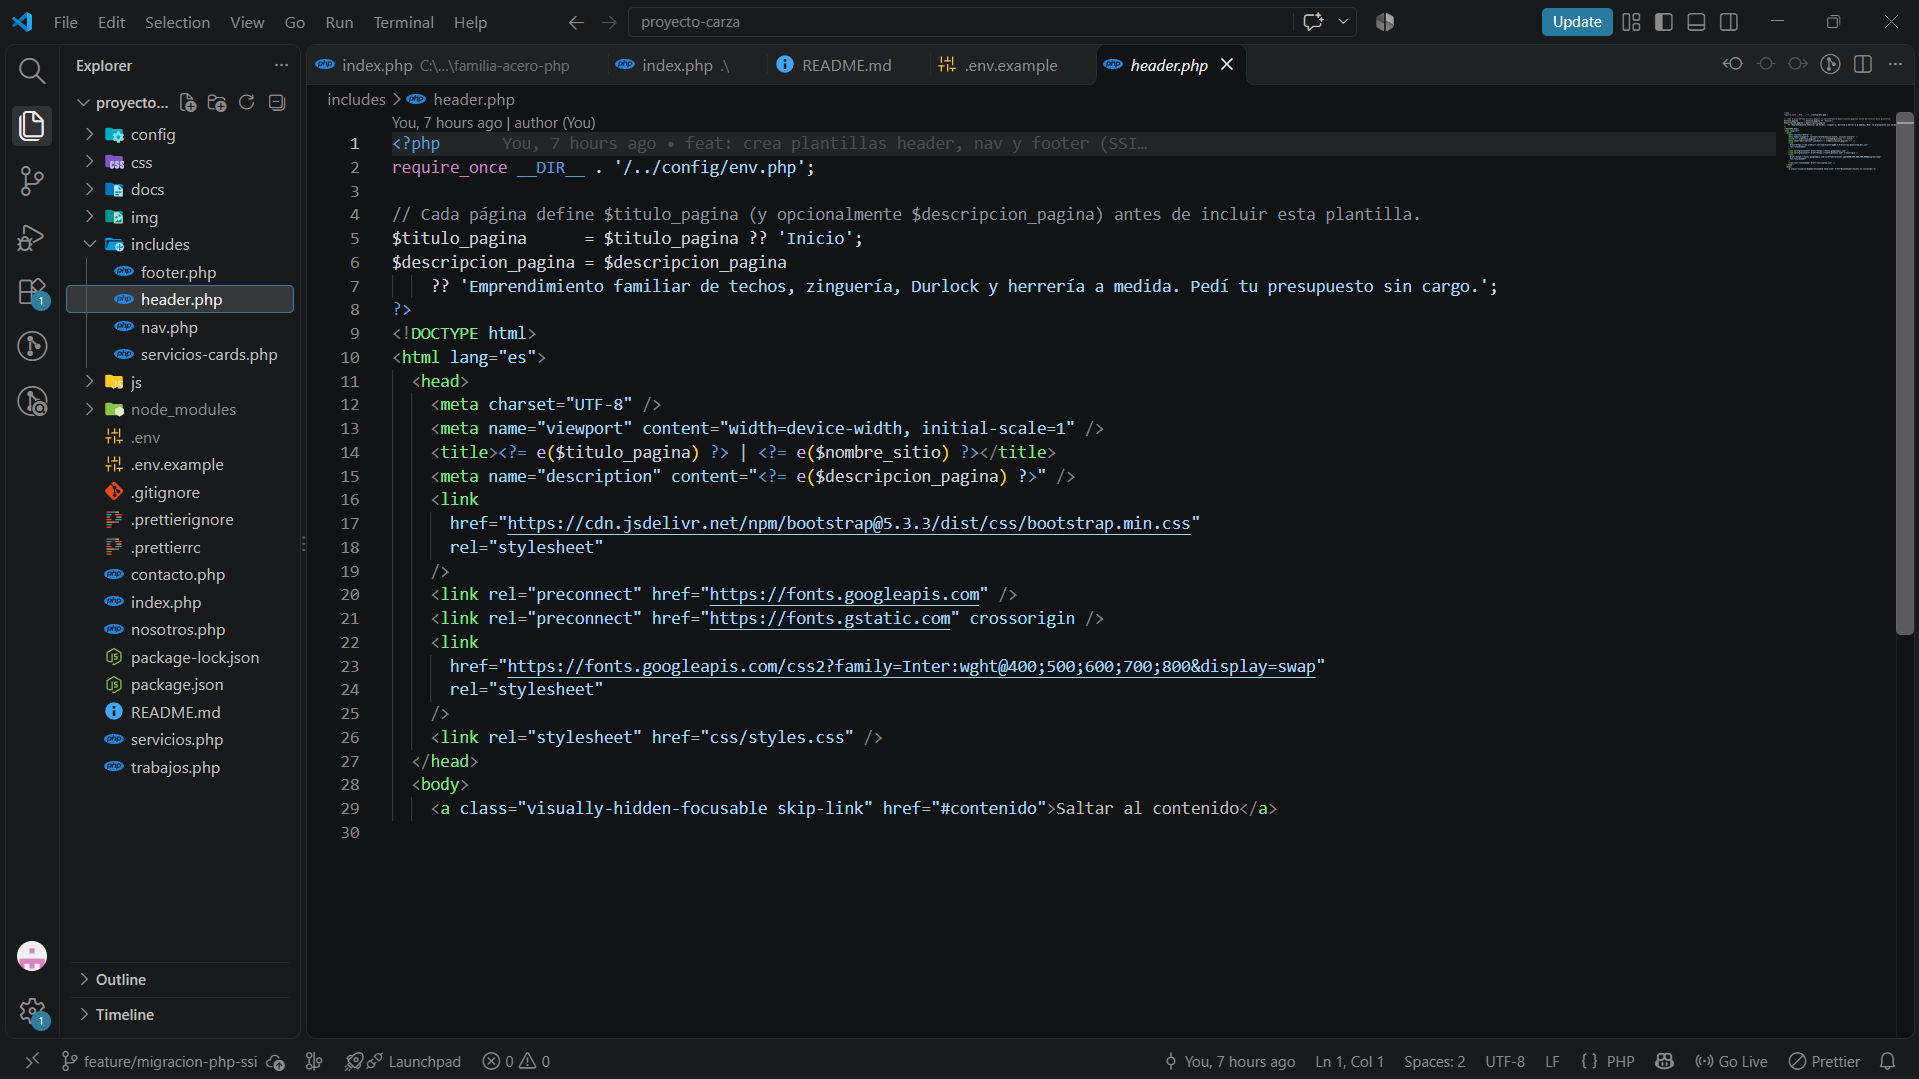 File Edit Selection View Go Run Terminal Help
proyecto-carza
Update
Explorer
index.php C:\...\familia-acero-php
index.php .\
README.md
.env.example
header.php
proyecto...
includes > header.php
config
css
docs
img
includes
footer.php
header.php
nav.php
servicios-cards.php
js
node_modules
.env
.env.example
.gitignore
.prettierignore
.prettierrc
contacto.php
index.php
nosotros.php
package-lock.json
package.json
README.md
servicios.php
trabajos.php
Outline
Timeline
You, 7 hours ago | author (You)
1 <?php You, 7 hours ago • feat: crea plantillas header, nav y footer (SSI…
2 require_once __DIR__ . '/../config/env.php';
3
4 // Cada página define $titulo_pagina (y opcionalmente $descripcion_pagina) antes de incluir esta plantilla.
5 $titulo_pagina      = $titulo_pagina ?? 'Inicio';
6 $descripcion_pagina = $descripcion_pagina
7     ?? 'Emprendimiento familiar de techos, zinguería, Durlock y herrería a medida. Pedí tu presupuesto sin cargo.';
8 ?>
9 <!DOCTYPE html>
10 <html lang="es">
11   <head>
12     <meta charset="UTF-8" />
13     <meta name="viewport" content="width=device-width, initial-scale=1" />
14     <title><?= e($titulo_pagina) ?> | <?= e($nombre_sitio) ?></title>
15     <meta name="description" content="<?= e($descripcion_pagina) ?>" />
16     <link
17       href="https://cdn.jsdelivr.net/npm/bootstrap@5.3.3/dist/css/bootstrap.min.css"
18       rel="stylesheet"
19     />
20     <link rel="preconnect" href="https://fonts.googleapis.com" />
21     <link rel="preconnect" href="https://fonts.gstatic.com" crossorigin />
22     <link
23       href="https://fonts.googleapis.com/css2?family=Inter:wght@400;500;600;700;800&display=swap"
24       rel="stylesheet"
25     />
26     <link rel="stylesheet" href="css/styles.css" />
27   </head>
28   <body>
29     <a class="visually-hidden-focusable skip-link" href="#contenido">Saltar al contenido</a>
30
1
1
feature/migracion-php-ssi Launchpad 0 0 You, 7 hours ago Ln 1, Col 1 Spaces: 2 UTF-8 LF { } PHP Go Live Prettier